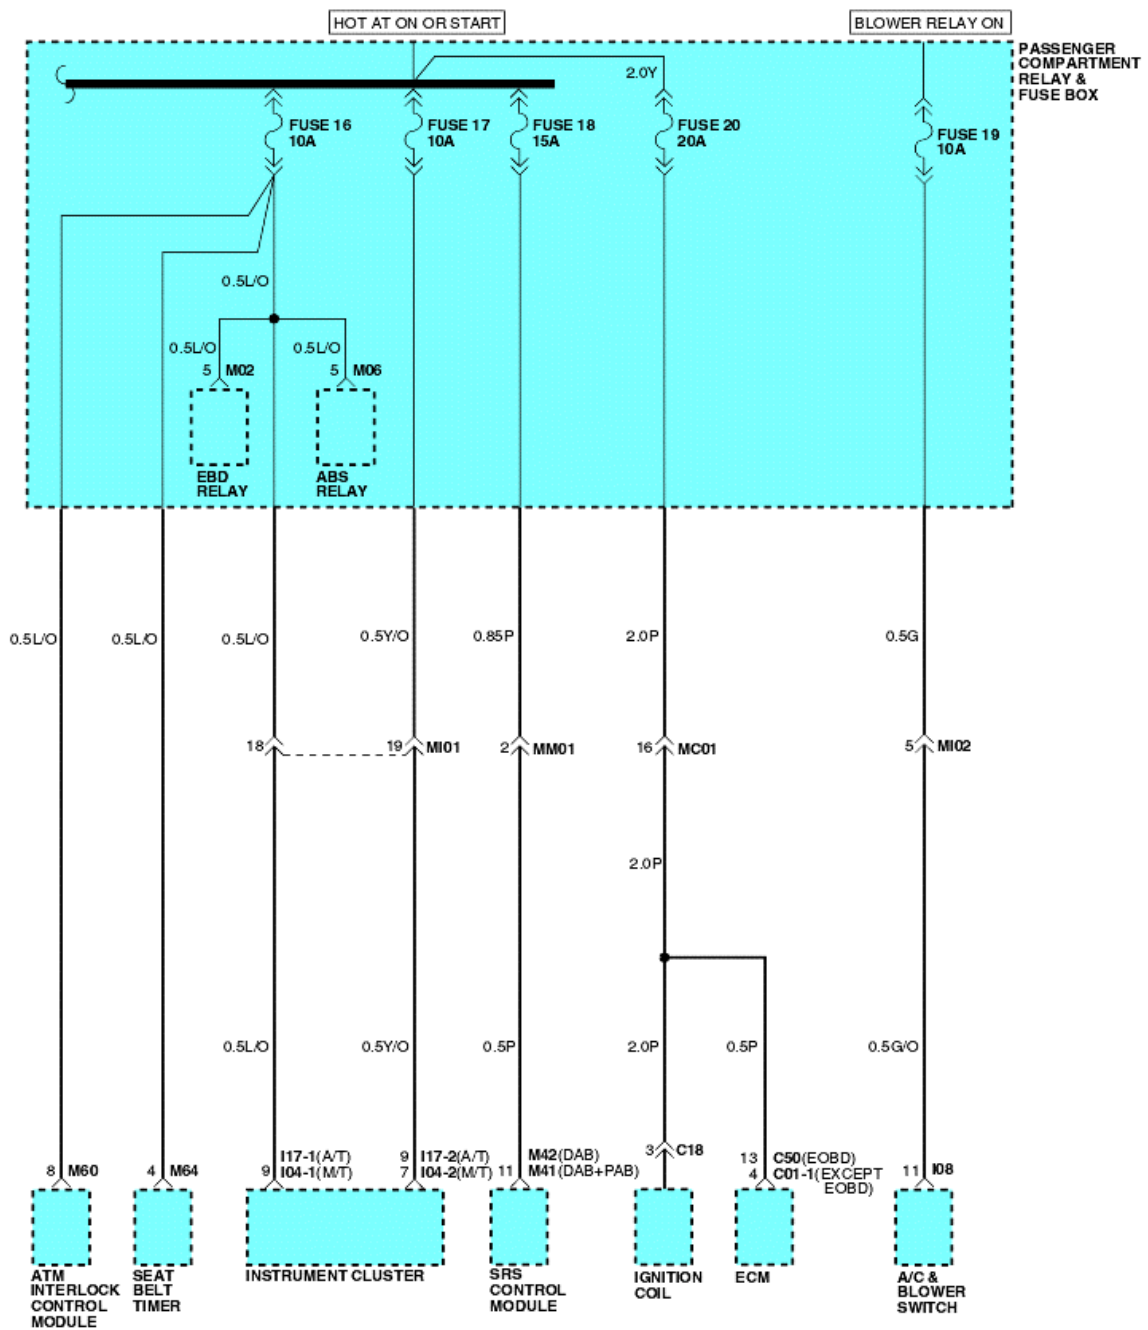 HOT AT ON OR START
BLOWER RELAY ON
PASSENGER
COMPARTMENT
RELAY &
FUSE BOX
2.0Y
FUSE 16
10A
FUSE 17
10A
FUSE 18
15A
FUSE 20
20A
FUSE 19
10A
0.5L/O
0.5L/O
0.5L/O
5 M02
5 M06
EBD
RELAY
ABS
RELAY
0.5L/O
0.5L/O
0.5L/O
0.5Y/O
0.85P
2.0P
0.5G
18
19 MI01
2 MM01
16 MC01
5 MI02
2.0P
0.5L/O
0.5Y/O
0.5P
2.0P
0.5P
0.5G/O
8 M60
4 M64
I17-1(A/T)
9 I04-1(M/T)
9 I17-2(A/T)
7 I04-2(M/T)
M42(DAB)
11 M41(DAB+PAB)
3 C18
13 C50(EOBD)
4 C01-1(EXCEPT
EOBD)
11 I08
ATM
INTERLOCK
CONTROL
MODULE
SEAT
BELT
TIMER
INSTRUMENT CLUSTER
SRS
CONTROL
MODULE
IGNITION
COIL
ECM
A/C &
BLOWER
SWITCH